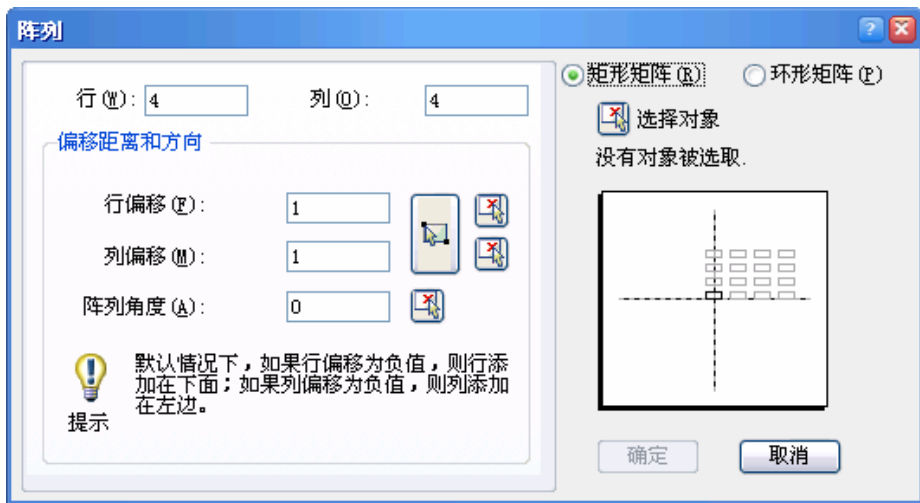 阵列
行(W): 4 列(O): 4
偏移距离和方向
行偏移(F): 1
列偏移(M): 1
阵列角度(A): 0
默认情况下，如果行偏移为负值，则行添
加在下面；如果列偏移为负值，则列添加
在左边。
提示
矩形矩阵(R) 环形矩阵(P)
选择对象
没有对象被选取.
确定 取消